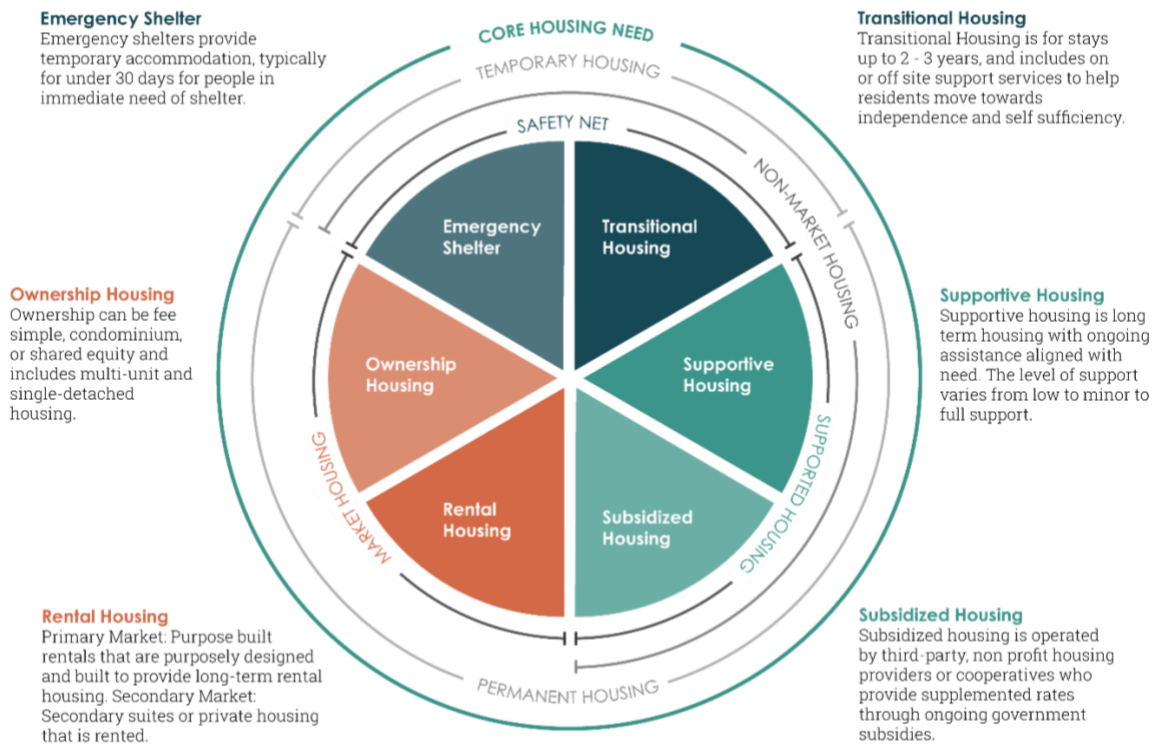 Emergency Shelter
Emergency shelters provide
temporary accommodation, typically
for under 30 days for people in
immediate need of shelter.
Transitional Housing
Transitional Housing is for stays
up to 2 - 3 years, and includes on
or off site support services to help
residents move towards
independence and self sufficiency.
CORE HOUSING NEED
TEMPORARY HOUSING
SAFETY NET
NON-MARKET HOUSING
Emergency
Shelter
Transitional
Housing
Ownership Housing
Ownership can be fee
simple, condominium,
or shared equity and
includes multi-unit and
single-detached
housing.
Ownership
Housing
Supportive
Housing
Supportive Housing
Supportive housing is long
term housing with ongoing
assistance aligned with
need. The level of support
varies from low to minor to
full support.
MARKET HOUSING
SUPPORTED HOUSING
Rental
Housing
Subsidized
Housing
Rental Housing
Primary Market: Purpose built
rentals that are purposely designed
and built to provide long-term rental
housing. Secondary Market:
Secondary suites or private housing
that is rented.
PERMANENT HOUSING
Subsidized Housing
Subsidized housing is operated
by third-party, non profit housing
providers or cooperatives who
provide supplemented rates
through ongoing government
subsidies.